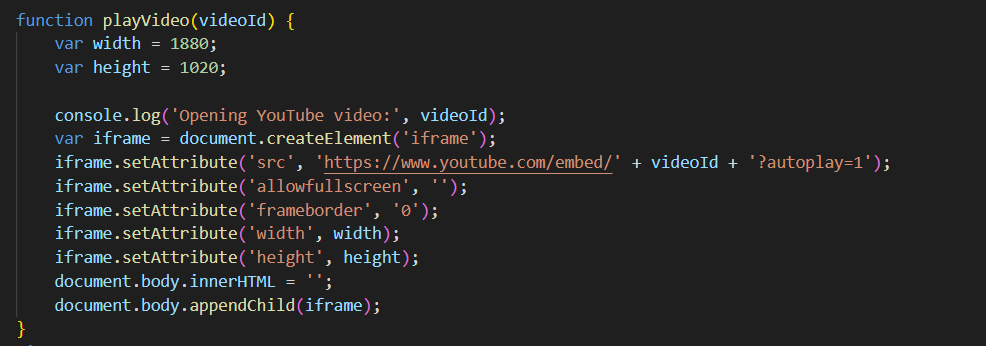 function playVideo(videoId) {
    var width = 1880;
    var height = 1020;

    console.log('Opening YouTube video:', videoId);
    var iframe = document.createElement('iframe');
    iframe.setAttribute('src', 'https://www.youtube.com/embed/' + videoId + '?autoplay=1');
    iframe.setAttribute('allowfullscreen', '');
    iframe.setAttribute('frameborder', '0');
    iframe.setAttribute('width', width);
    iframe.setAttribute('height', height);
    document.body.innerHTML = '';
    document.body.appendChild(iframe);
}